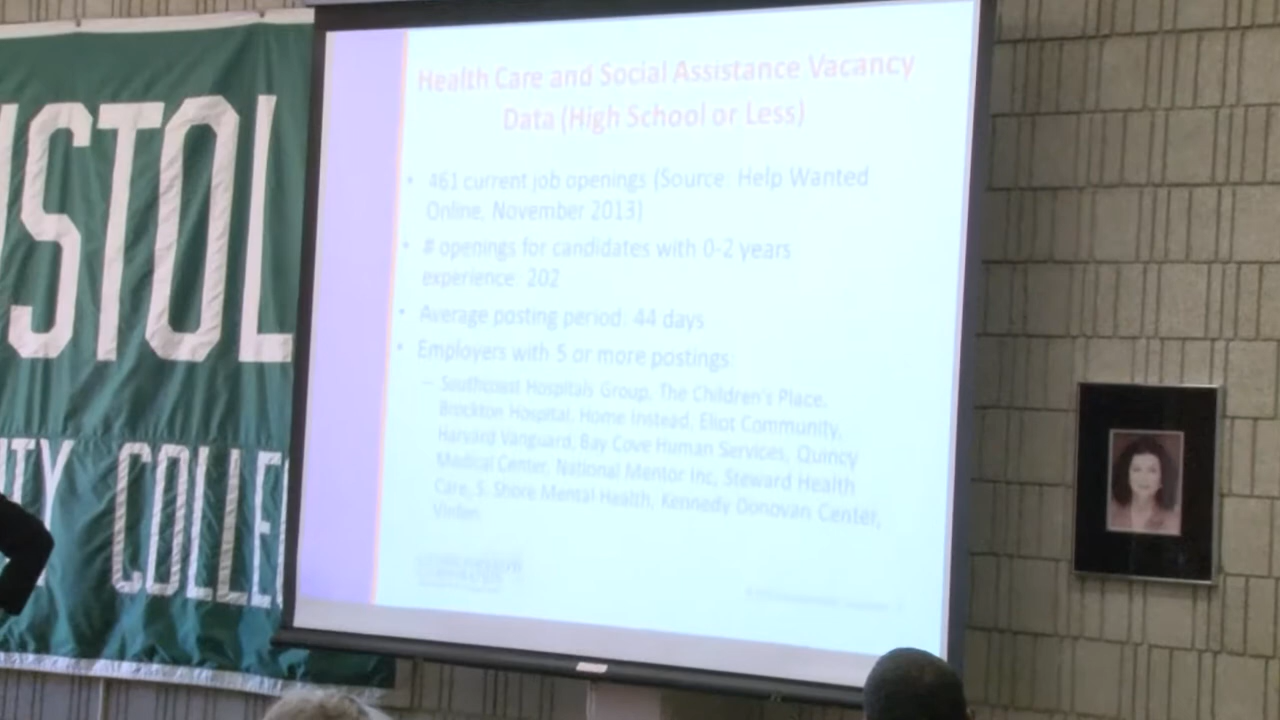 ISTOL
ITY COLLE
Health Care and Social Assistance Vacancy
Data (High School or Less)
• 461 current job openings (Source: Help Wanted
Online, November 2013)
• # openings for candidates with 0-2 years
experience: 202
• Average posting period: 44 days
• Employers with 5 or more postings:
– Southcoast Hospitals Group, The Children's Place,
Brockton Hospital, Home Instead, Eliot Community,
Harvard Vanguard, Bay Cove Human Services, Quincy
Medical Center, National Mentor Inc, Steward Health
Care, S. Shore Mental Health, Kennedy Donovan Center,
Vinfen